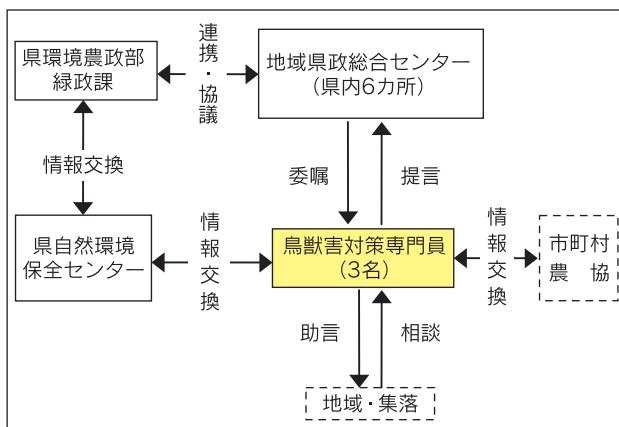 県環境農政部
緑政課
連携・協議
地域県政総合センター
(県内6カ所)
情報交換
委嘱
提言
県自然環境
保全センター
情報交換
鳥獣害対策専門員
(3名)
情報交換
市町村
農協
助言
相談
地域・集落